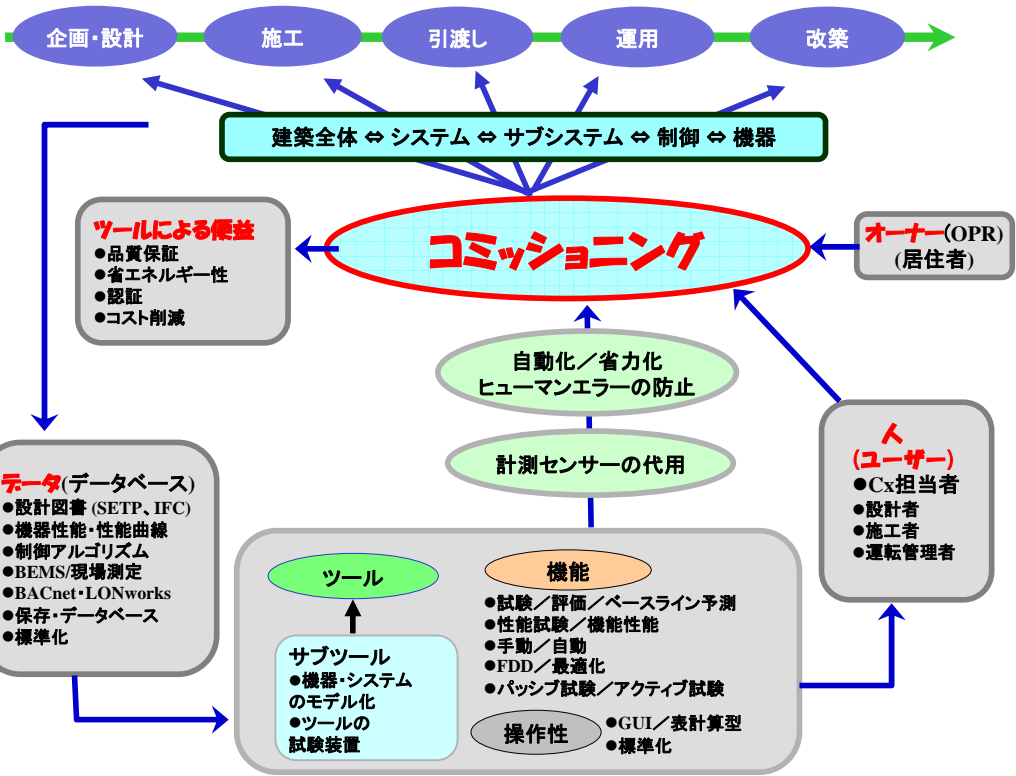 企画・設計
施工
引渡し
運用
改築
建築全体 ⇔ システム ⇔ サブシステム ⇔ 制御 ⇔ 機器
ツールによる便益
●品質保証
●省エネルギー性
●認証
●コスト削減
コミッショニング
オーナー(OPR)
(居住者)
自動化／省力化
ヒューマンエラーの防止
計測センサーの代用
人
(ユーザー)
●Cx担当者
●設計者
●施工者
●運転管理者
データ(データベース)
●設計図書 (SETP、IFC)
●機器性能・性能曲線
●制御アルゴリズム
●BEMS/現場測定
●BACnet・LONworks
●保存・データベース
●標準化
ツール
サブツール
●機器・システム
のモデル化
●ツールの
試験装置
機能
●試験／評価／ベースライン予測
●性能試験／機能性能
●手動／自動
●FDD／最適化
●パッシブ試験／アクティブ試験
操作性
●GUI／表計算型
●標準化